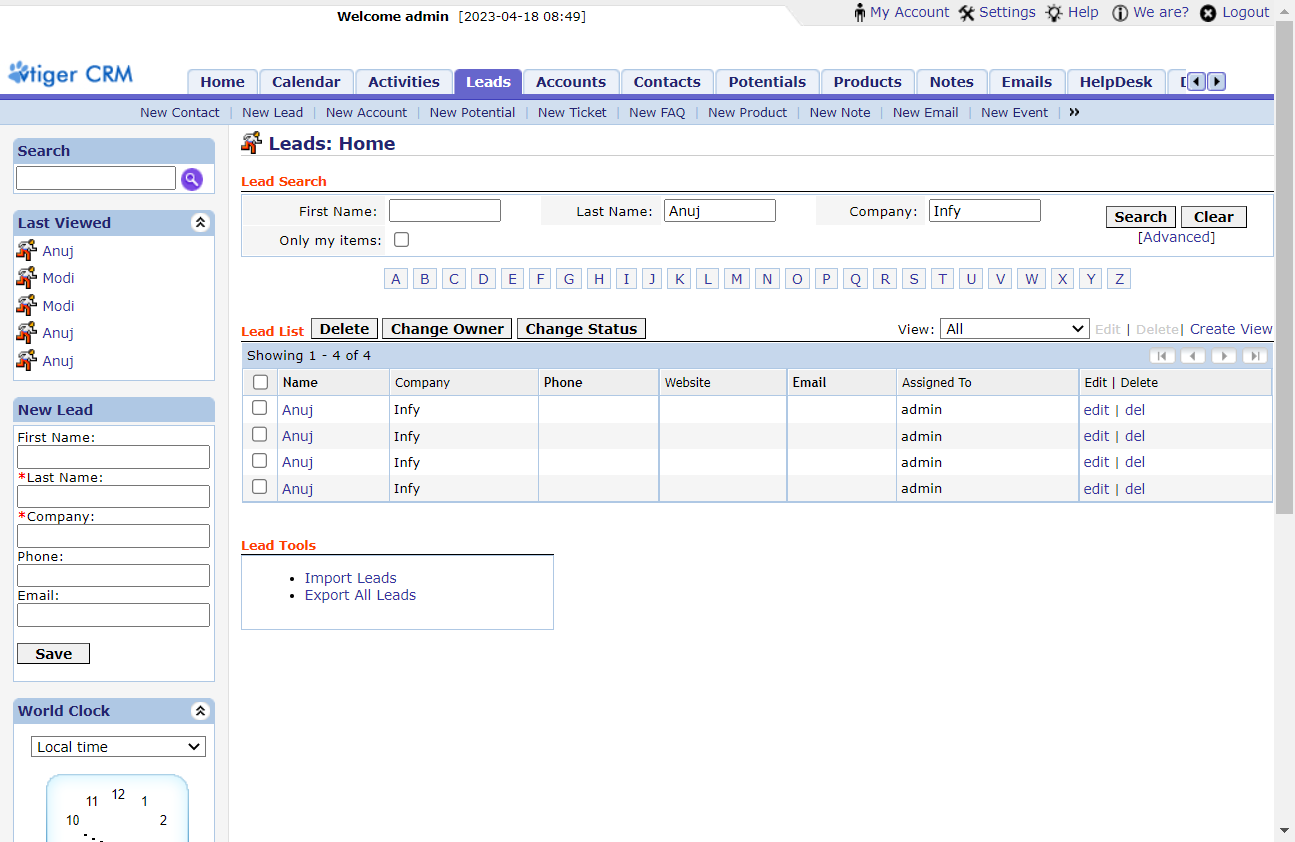 Welcome admin [2023-04-18 08:49]
My Account Settings Help We are? Logout
vtiger CRM
Home Calendar Activities Leads Accounts Contacts Potentials Products Notes Emails HelpDesk
New Contact | New Lead | New Account | New Potential | New Ticket | New FAQ | New Product | New Note | New Email | New Event | »
Search
Last Viewed
Anuj
Modi
Modi
Anuj
Anuj
New Lead
First Name:
*Last Name:
*Company:
Phone:
Email:
Save
World Clock
Local time
12
11 1
10 2
Leads: Home
Lead Search
First Name: Last Name: Anuj Company: Infy Search Clear
Only my items: [Advanced]
A B C D E F G H I J K L M N O P Q R S T U V W X Y Z
Lead List Delete Change Owner Change Status View: All Edit | Delete | Create View
Showing 1 - 4 of 4
Name Company Phone Website Email Assigned To Edit | Delete
Anuj Infy admin edit | del
Anuj Infy admin edit | del
Anuj Infy admin edit | del
Anuj Infy admin edit | del
Lead Tools
• Import Leads
• Export All Leads